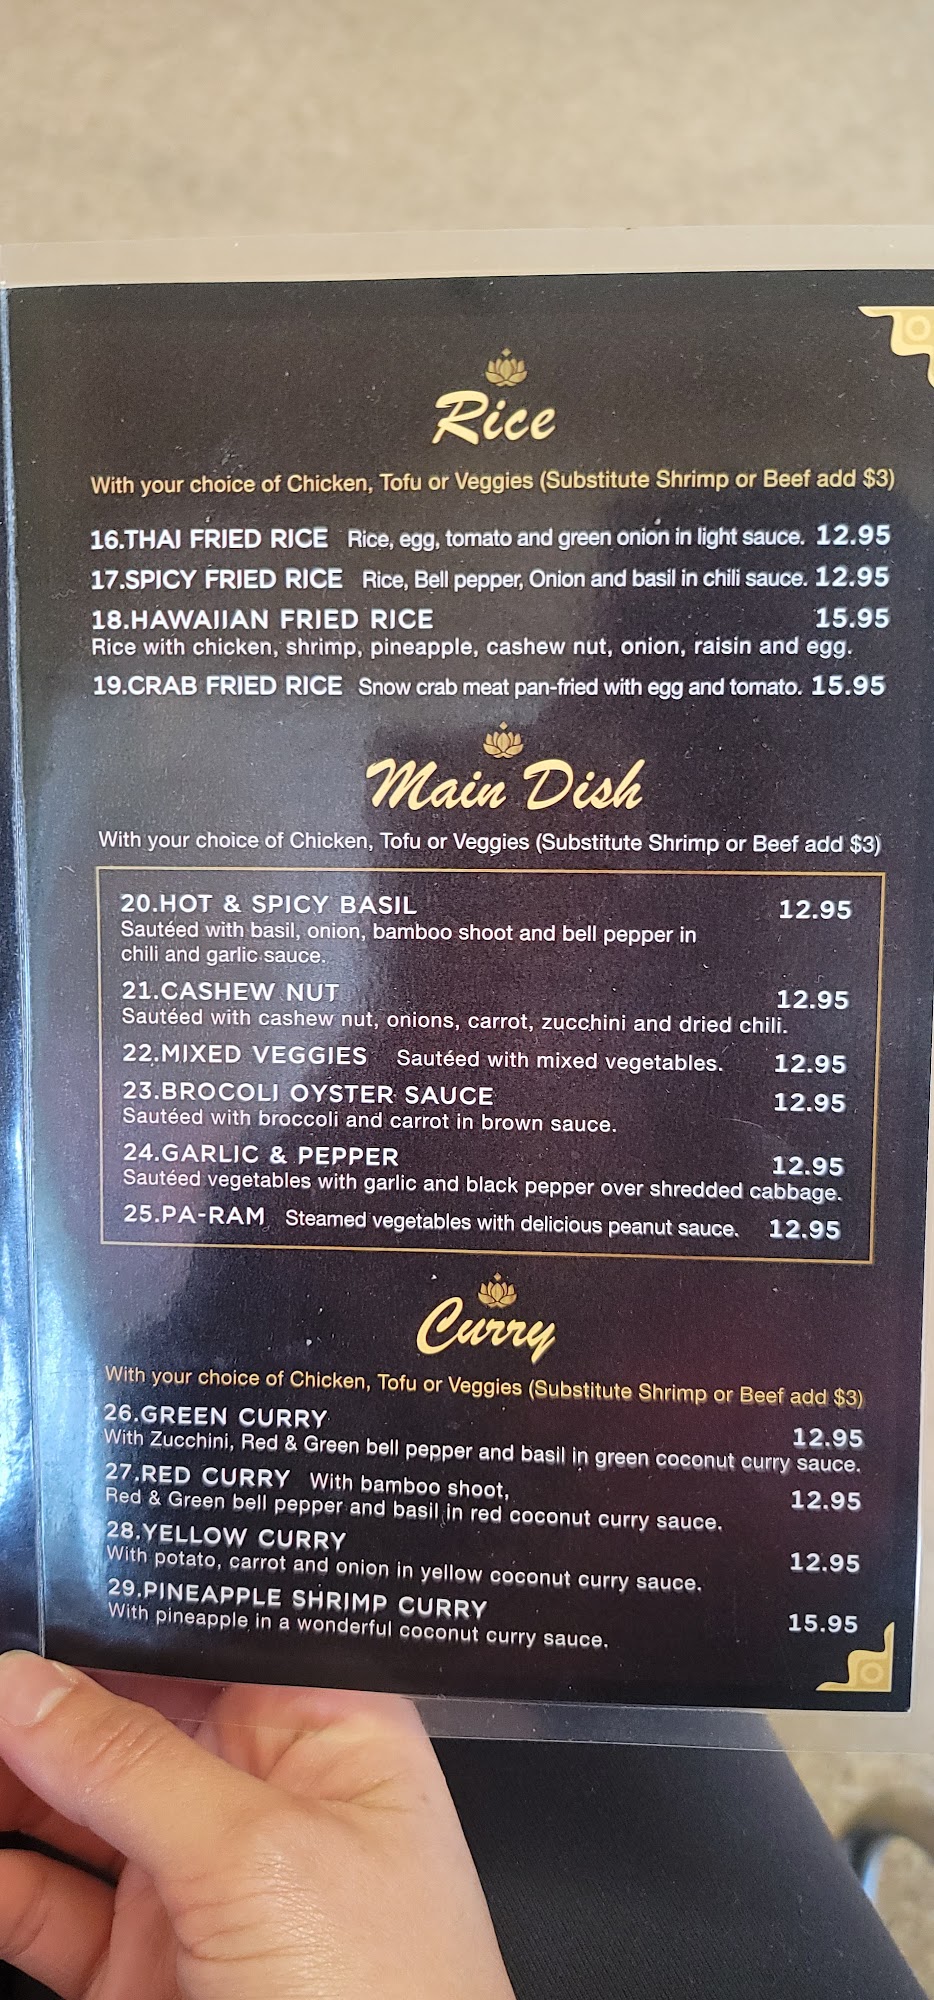 Rice
With your choice of Chicken, Tofu or Veggies (Substitute Shrimp or Beef add $3)
16.THAI FRIED RICE Rice, egg, tomato and green onion in light sauce. 12.95
17.SPICY FRIED RICE Rice, Bell pepper, Onion and basil in chili sauce. 12.95
18.HAWAIIAN FRIED RICE 15.95
Rice with chicken, shrimp, pineapple, cashew nut, onion, raisin and egg.
19.CRAB FRIED RICE Snow crab meat pan-fried with egg and tomato. 15.95
Main Dish
With your choice of Chicken, Tofu or Veggies (Substitute Shrimp or Beef add $3)
20.HOT & SPICY BASIL 12.95
Sautéed with basil, onion, bamboo shoot and bell pepper in
chili and garlic sauce.
21.CASHEW NUT 12.95
Sautéed with cashew nut, onions, carrot, zucchini and dried chili.
22.MIXED VEGGIES Sautéed with mixed vegetables. 12.95
23.BROCOLI OYSTER SAUCE 12.95
Sautéed with broccoli and carrot in brown sauce.
24.GARLIC & PEPPER 12.95
Sautéed vegetables with garlic and black pepper over shredded cabbage.
25.PA-RAM Steamed vegetables with delicious peanut sauce. 12.95
Curry
With your choice of Chicken, Tofu or Veggies (Substitute Shrimp or Beef add $3)
26.GREEN CURRY 12.95
With Zucchini, Red & Green bell pepper and basil in green coconut curry sauce.
27.RED CURRY With bamboo shoot, 12.95
Red & Green bell pepper and basil in red coconut curry sauce.
28.YELLOW CURRY 12.95
With potato, carrot and onion in yellow coconut curry sauce.
29.PINEAPPLE SHRIMP CURRY 15.95
With pineapple in a wonderful coconut curry sauce.